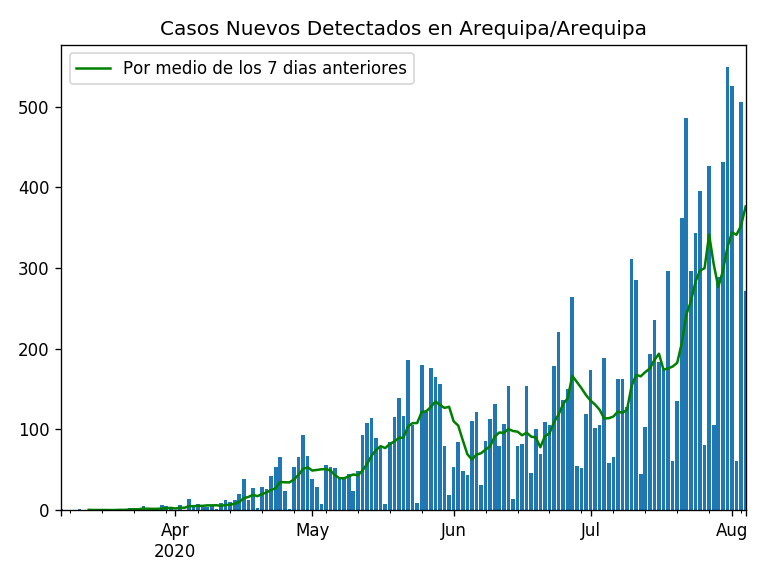 Casos Nuevos Detectados en Arequipa/Arequipa
Por medio de los 7 dias anteriores
500
400
300
200
100
0
Apr
2020
May
Jun
Jul
Aug